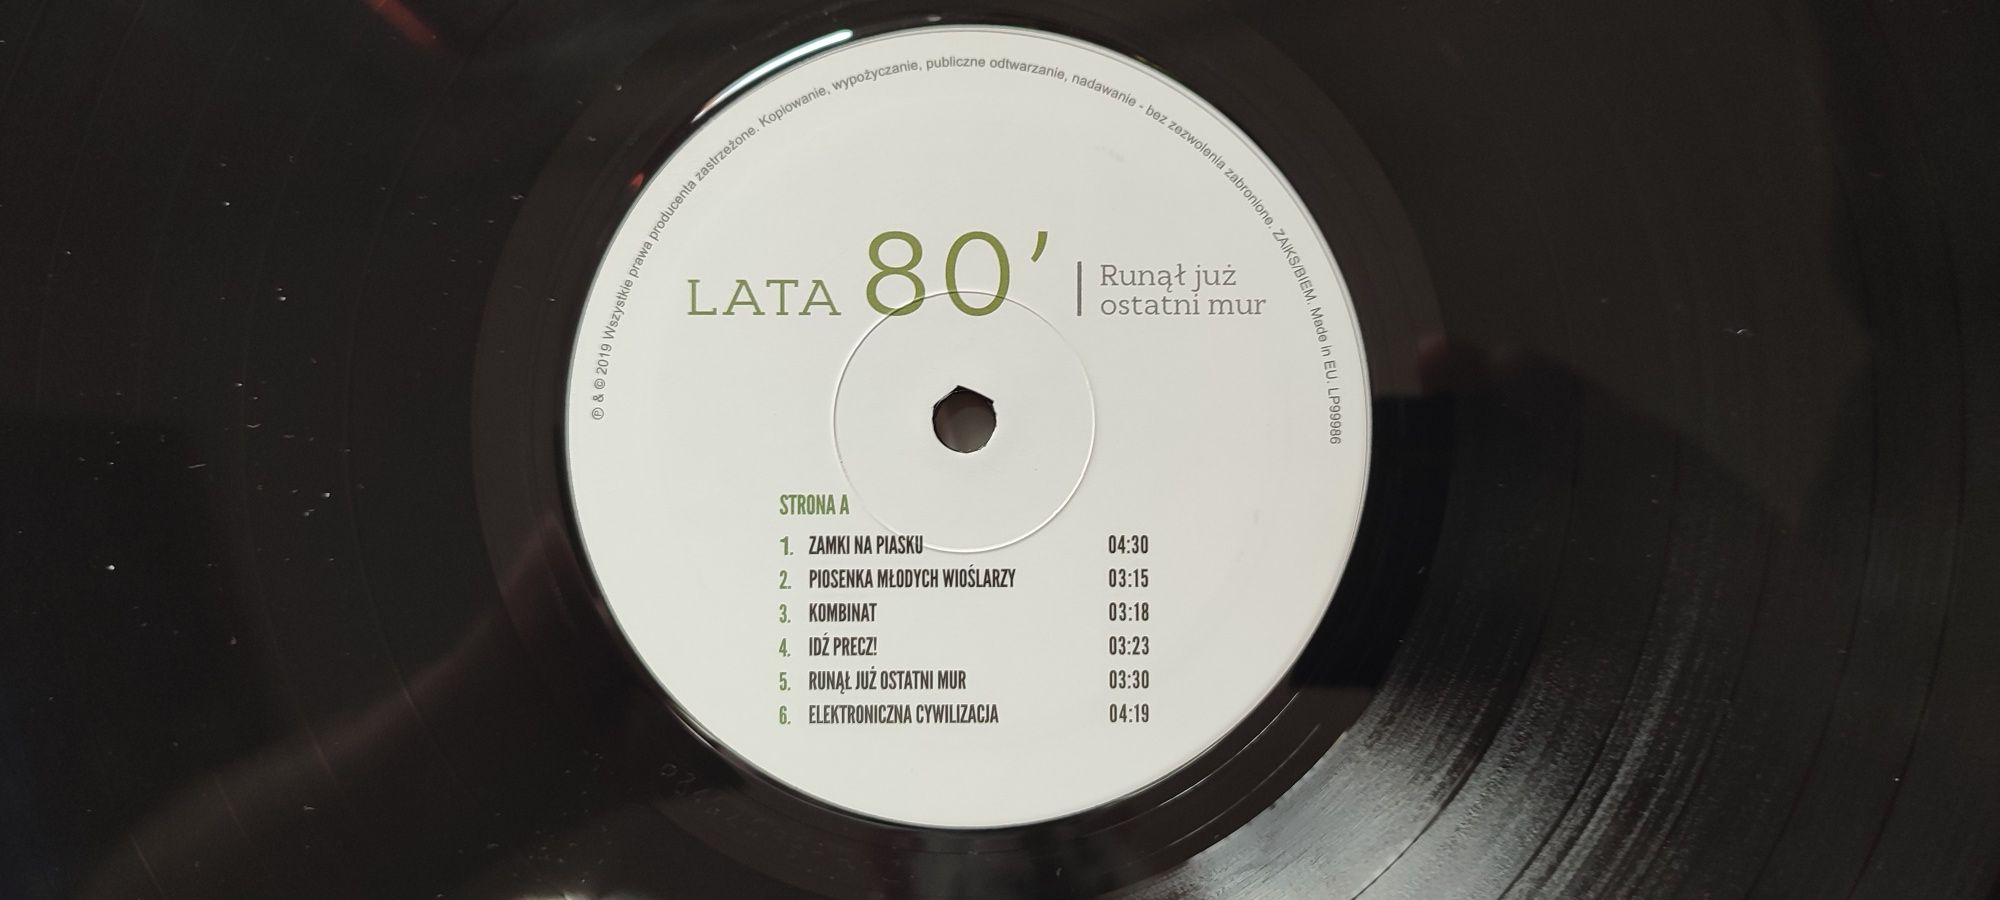 ℗ & © 2019 Wszystkie prawa producenta zastrzeżone. Kopiowanie, wypożyczanie, publiczne odtwarzanie, nadawanie - bez zezwolenia zabronione. ZAIKS/BIEM. Made in EU. LP99986
LATA 80’
Runął już
ostatni mur
STRONA A
1. ZAMKI NA PIASKU 04:30
2. PIOSENKA MŁODYCH WIOŚLARZY 03:15
3. KOMBINAT 03:18
4. IDŹ PRECZ! 03:23
5. RUNĄŁ JUŻ OSTATNI MUR 03:30
6. ELEKTRONICZNA CYWILIZACJA 04:19